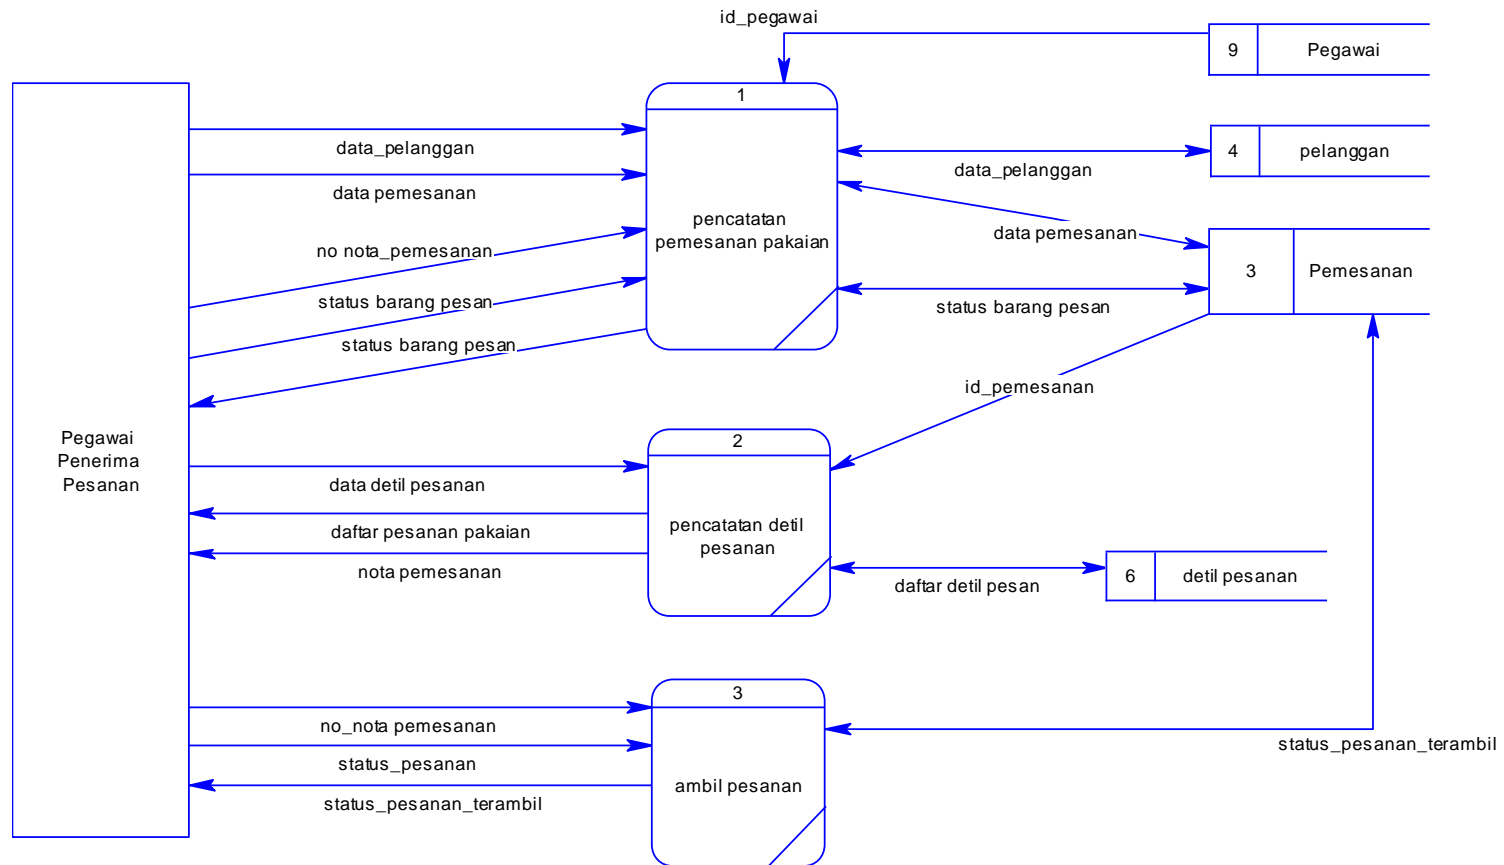 id_pegawai
9
Pegawai
1
data_pelanggan
data pemesanan
no nota_pemesanan
status barang pesan
status barang pesan
pencatatan
pemesanan pakaian
data_pelanggan
4
pelanggan
data pemesanan
3
Pemesanan
status barang pesan
id_pemesanan
Pegawai
Penerima
Pesanan
2
data detil pesanan
daftar pesanan pakaian
nota pemesanan
pencatatan detil
pesanan
daftar detil pesan
6
detil pesanan
3
no_nota pemesanan
status_pesanan
status_pesanan_terambil
ambil pesanan
status_pesanan_terambil